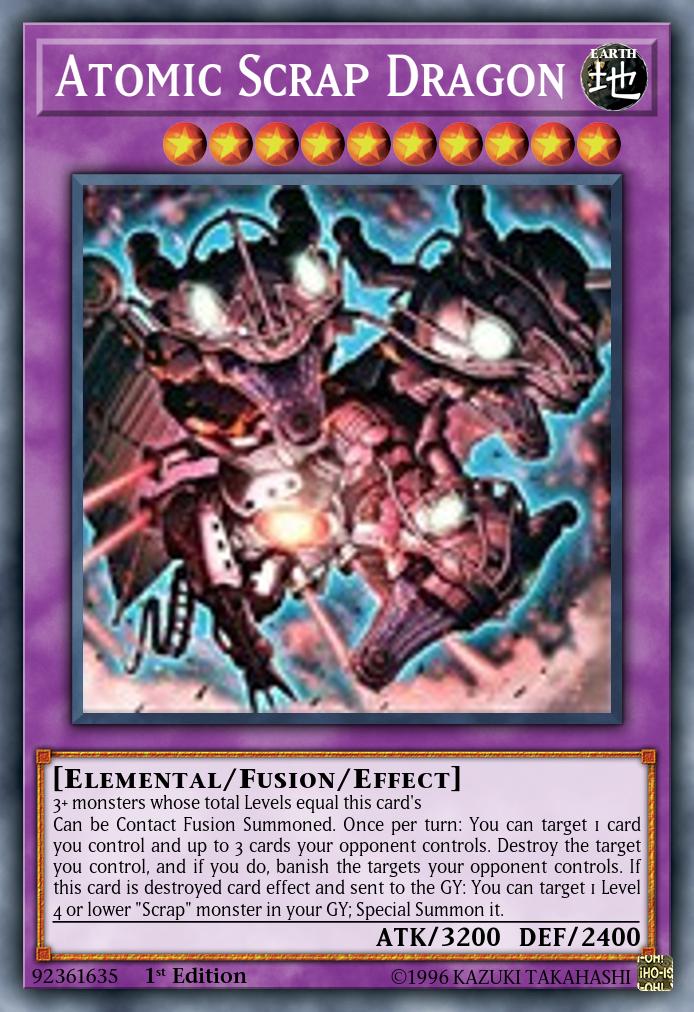 Atomic Scrap Dragon
EARTH
地
[Elemental/Fusion/Effect]
3+ monsters whose total Levels equal this card's
Can be Contact Fusion Summoned. Once per turn: You can target 1 card
you control and up to 3 cards your opponent controls. Destroy the target
you control, and if you do, banish the targets your opponent controls. If
this card is destroyed card effect and sent to the GY: You can target 1 Level
4 or lower "Scrap" monster in your GY; Special Summon it.
ATK/3200 DEF/2400
92361635 1st Edition ©1996 KAZUKI TAKAHASHI